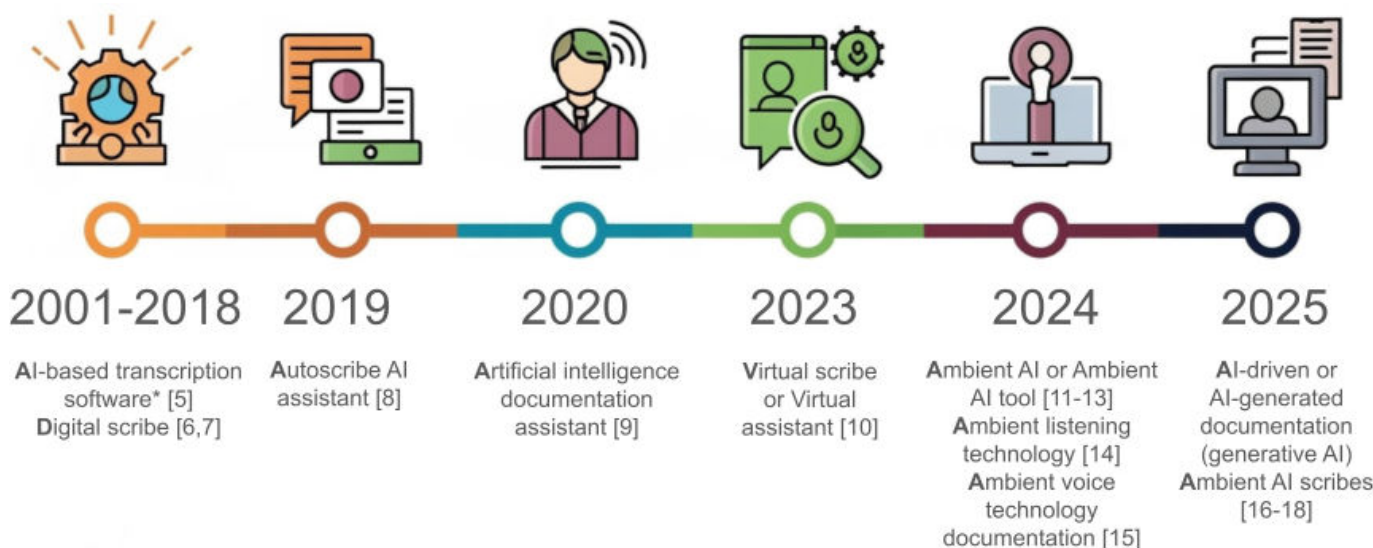 2001-2018
AI-based transcription
software* [5]
Digital scribe [6,7]
2019
Autoscribe AI
assistant [8]
2020
Artificial intelligence
documentation
assistant [9]
2023
Virtual scribe
or Virtual
assistant [10]
2024
Ambient AI or Ambient
AI tool [11-13]
Ambient listening
technology [14]
Ambient voice
technology
documentation [15]
2025
AI-driven or
AI-generated
documentation
(generative AI)
Ambient AI scribes
[16-18]